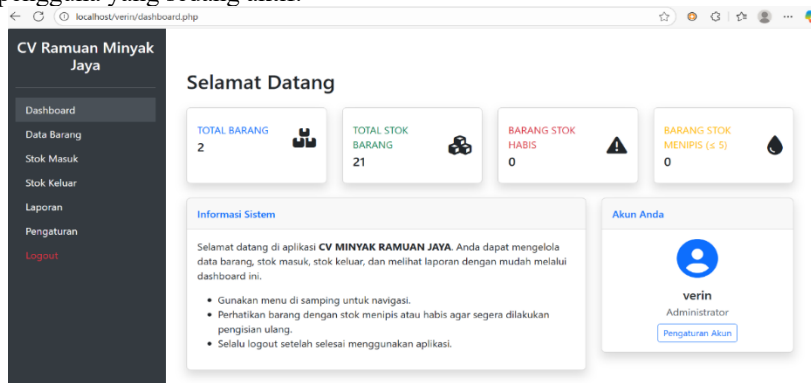 pengguna yang sedang aktif.
localhost/verin/dashboard.php
CV Ramuan Minyak
Jaya
Dashboard
Data Barang
Stok Masuk
Stok Keluar
Laporan
Pengaturan
Logout
Selamat Datang
TOTAL BARANG
2
TOTAL STOK
BARANG
21
BARANG STOK
HABIS
0
BARANG STOK
MENIPIS (≤ 5)
0
Informasi Sistem
Selamat datang di aplikasi CV MINYAK RAMUAN JAYA. Anda dapat mengelola
data barang, stok masuk, stok keluar, dan melihat laporan dengan mudah melalui
dashboard ini.
• Gunakan menu di samping untuk navigasi.
• Perhatikan barang dengan stok menipis atau habis agar segera dilakukan
pengisian ulang.
• Selalu logout setelah selesai menggunakan aplikasi.
Akun Anda
verin
Administrator
Pengaturan Akun